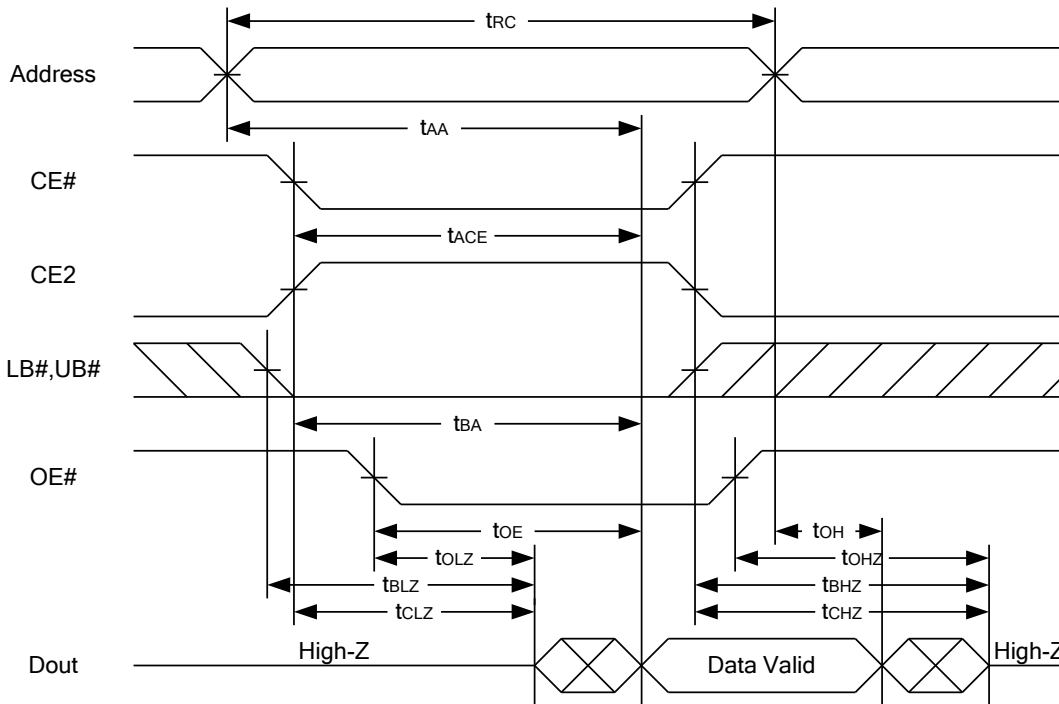 tRC
Address
tAA
CE#
tACE
CE2
LB#,UB#
tBA
OE#
tOE
tOH
tOLZ
tOHZ
tBLZ
tBHZ
tCLZ
tCHZ
High-Z
High-Z
Dout
Data Valid